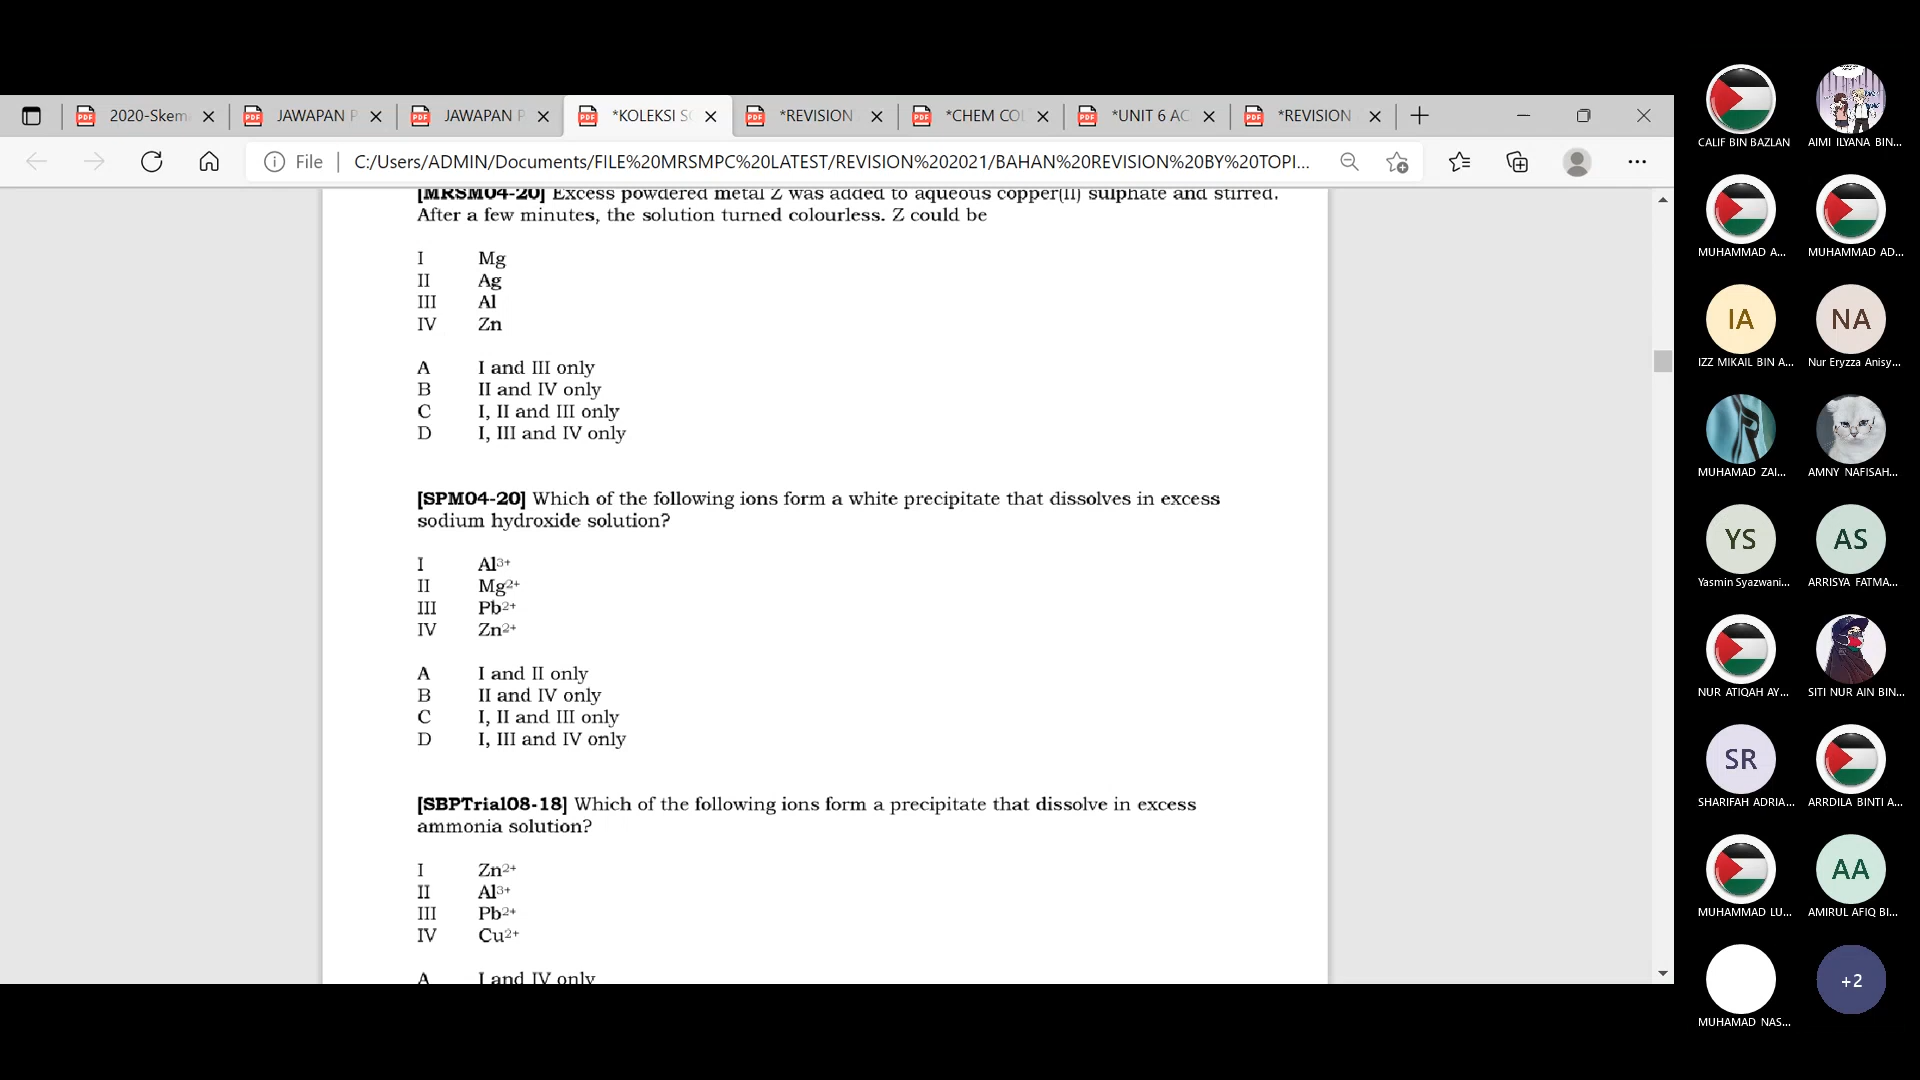 2020-Skem
JAWAPAN P
JAWAPAN P
*KOLEKSI S
*REVISION
*CHEM COL
*UNIT 6 AC
*REVISION
File
C:/Users/ADMIN/Documents/FILE%20MRSMPC%20LATEST/REVISION%202021/BAHAN%20REVISION%20BY%20TOPI...
[MRSM04-20] Excess powdered metal Z was added to aqueous copper(II) sulphate and stirred.
After a few minutes, the solution turned colourless. Z could be
I Mg
II Ag
III Al
IV Zn
A I and III only
B II and IV only
C I, II and III only
D I, III and IV only
[SPM04-20] Which of the following ions form a white precipitate that dissolves in excess
sodium hydroxide solution?
I Al³⁺
II Mg²⁺
III Pb²⁺
IV Zn²⁺
A I and II only
B II and IV only
C I, II and III only
D I, III and IV only
[SBPTrial08-18] Which of the following ions form a precipitate that dissolve in excess
ammonia solution?
I Zn²⁺
II Al³⁺
III Pb²⁺
IV Cu²⁺
A I and IV only
CALIF BIN BAZLAN
AIMI ILYANA BIN...
MUHAMMAD A...
MUHAMMAD AD...
IA
NA
IZZ MIKAIL BIN A...
Nur Eryzza Anisy...
MUHAMAD ZAI...
AMNY NAFISAH...
YS
AS
Yasmin Syazwani...
ARRISYA FATMA...
NUR ATIQAH AY...
SITI NUR AIN BIN...
SR
SHARIFAH ADRIA...
ARRDILA BINTI A...
AA
MUHAMMAD LU...
AMIRUL AFIQ BI...
+2
MUHAMAD NAS...